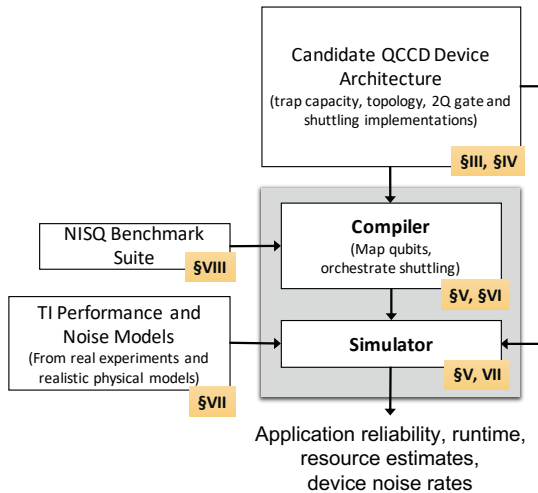 Candidate QCCD Device
Architecture
(trap capacity, topology, 2Q gate and
shuttling implementations)
§III, §IV
Compiler
(Map qubits,
orchestrate shuttling)
§V, §VI
NISQ Benchmark
Suite
§VIII
TI Performance and
Noise Models
(From real experiments and
realistic physical models)
§VII
Simulator
§V, VII
Application reliability, runtime,
resource estimates,
device noise rates